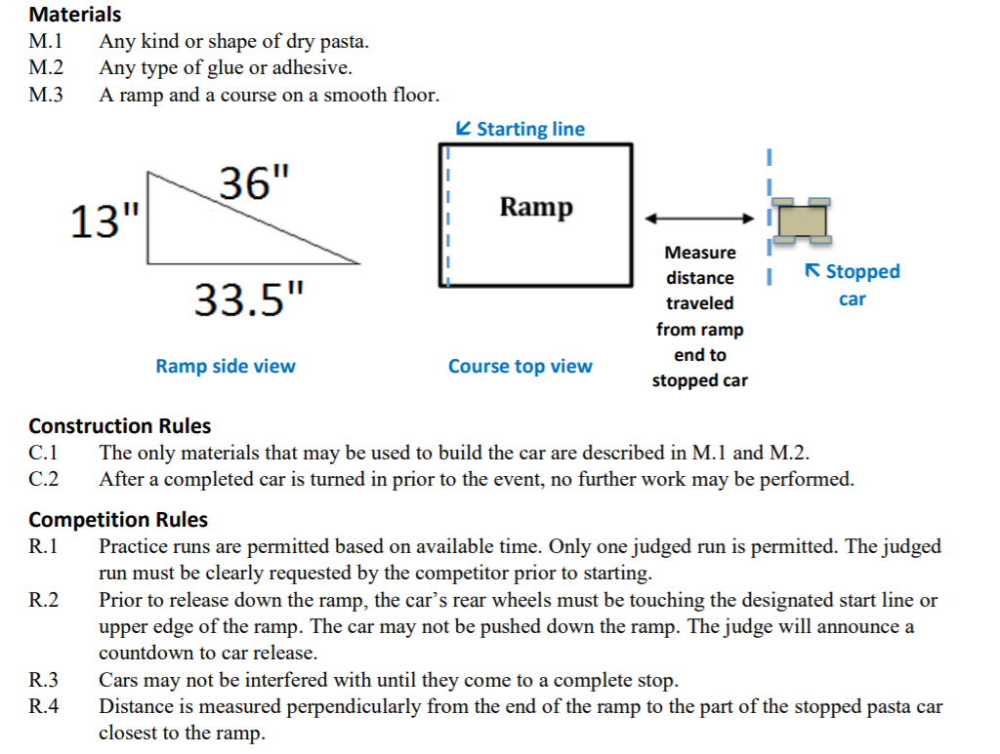 Materials
M.1 Any kind or shape of dry pasta.
M.2 Any type of glue or adhesive.
M.3 A ramp and a course on a smooth floor.
Starting line
36"
13"
33.5"
Ramp
Measure
distance
traveled
from ramp
end to
stopped car
Stopped
car
Ramp side view
Course top view
Construction Rules
C.1 The only materials that may be used to build the car are described in M.1 and M.2.
C.2 After a completed car is turned in prior to the event, no further work may be performed.
Competition Rules
R.1 Practice runs are permitted based on available time. Only one judged run is permitted. The judged
run must be clearly requested by the competitor prior to starting.
R.2 Prior to release down the ramp, the car’s rear wheels must be touching the designated start line or
upper edge of the ramp. The car may not be pushed down the ramp. The judge will announce a
countdown to car release.
R.3 Cars may not be interfered with until they come to a complete stop.
R.4 Distance is measured perpendicularly from the end of the ramp to the part of the stopped pasta car
closest to the ramp.